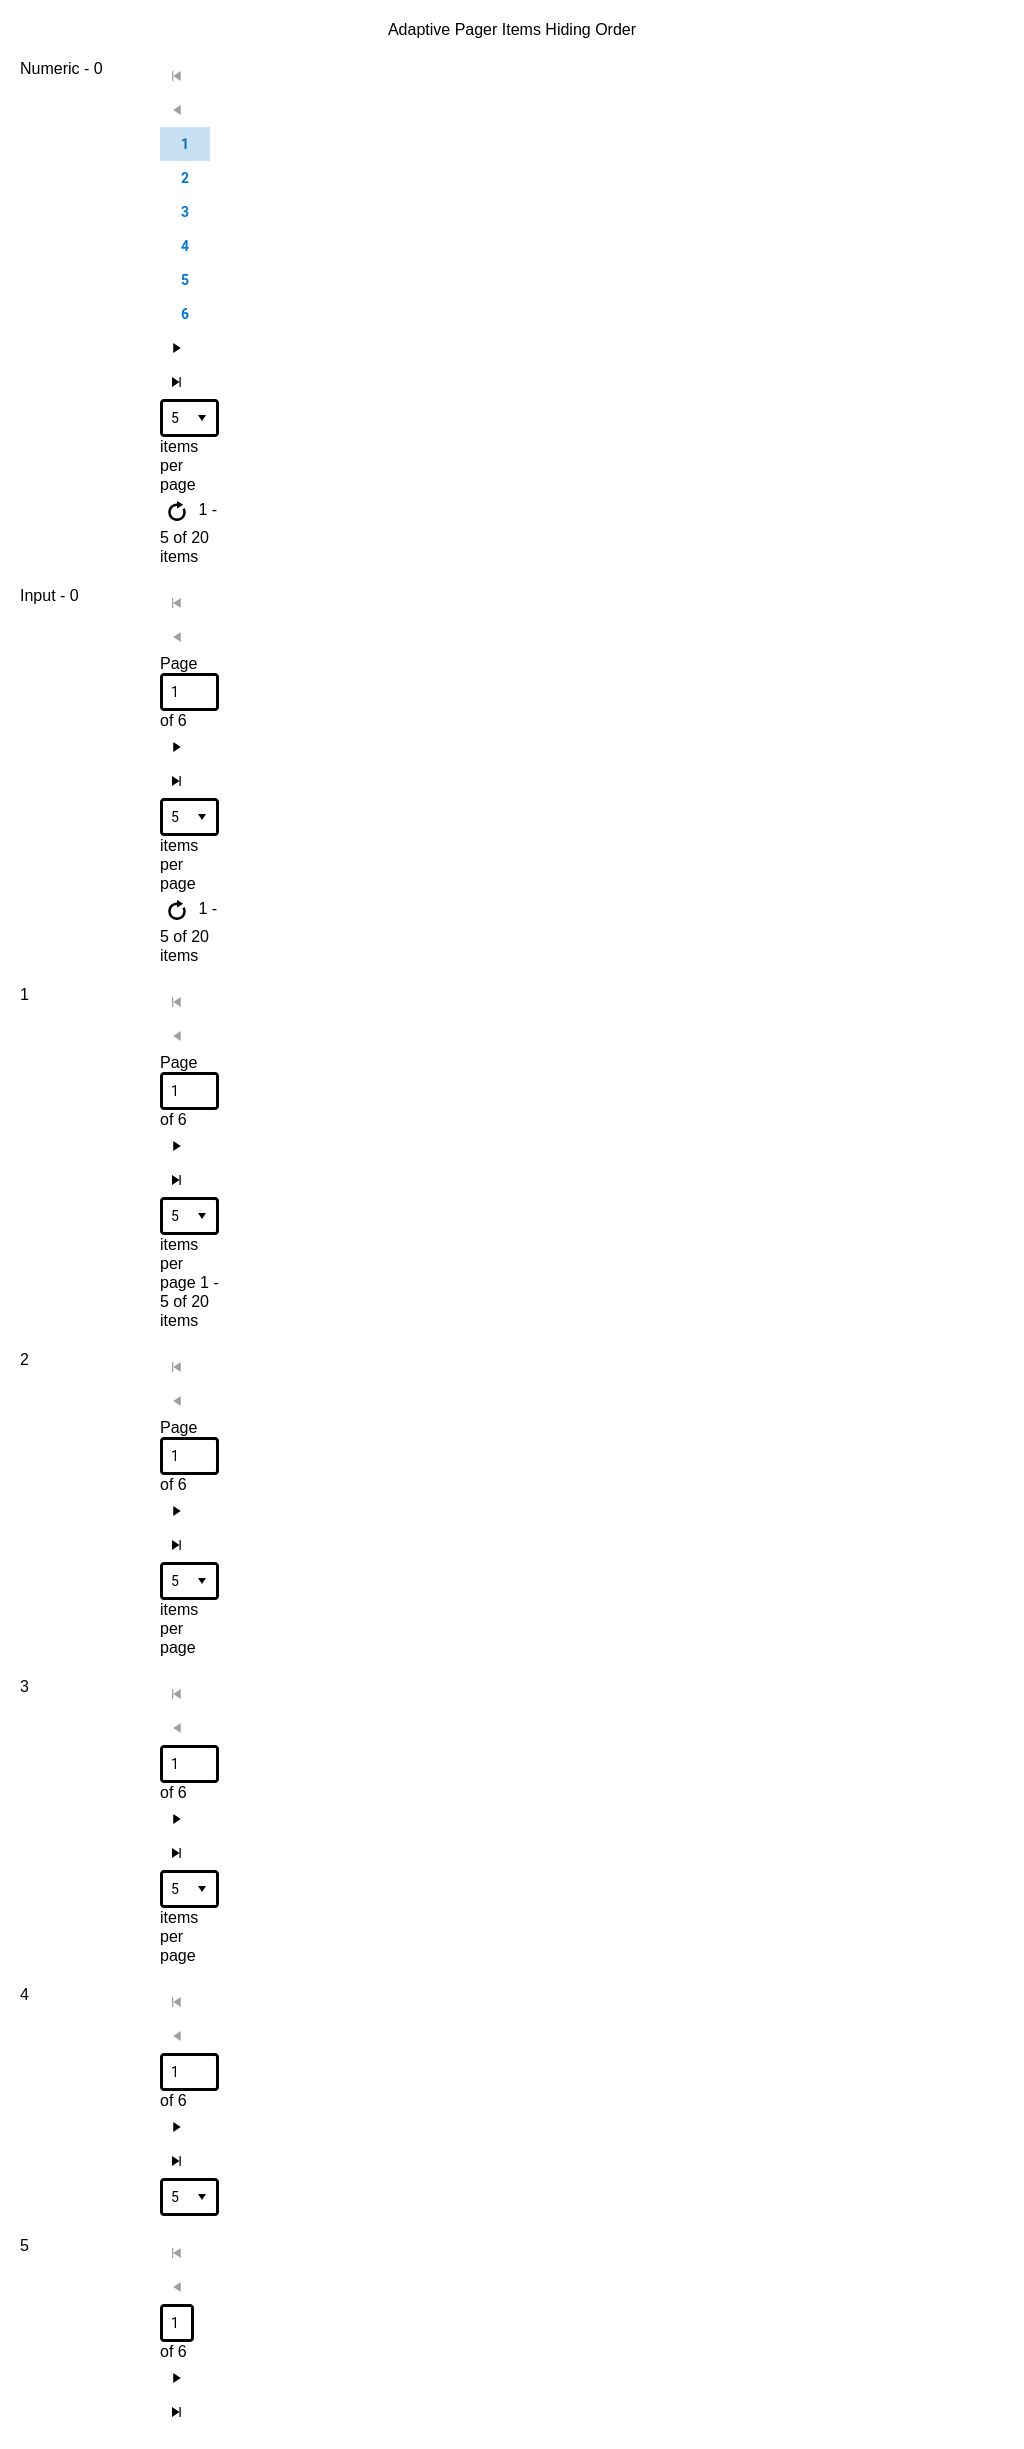 Adaptive Pager Items Hiding Order
Numeric - 0
1
2
3
4
5
6
5
items
per
page
1 -
5 of 20
items
Input - 0
Page
1
of 6
5
items
per
page
1 -
5 of 20
items
1
Page
1
of 6
5
items
per
page 1 -
5 of 20
items
2
Page
1
of 6
5
items
per
page
3
1
of 6
5
items
per
page
4
1
of 6
5
5
1
of 6